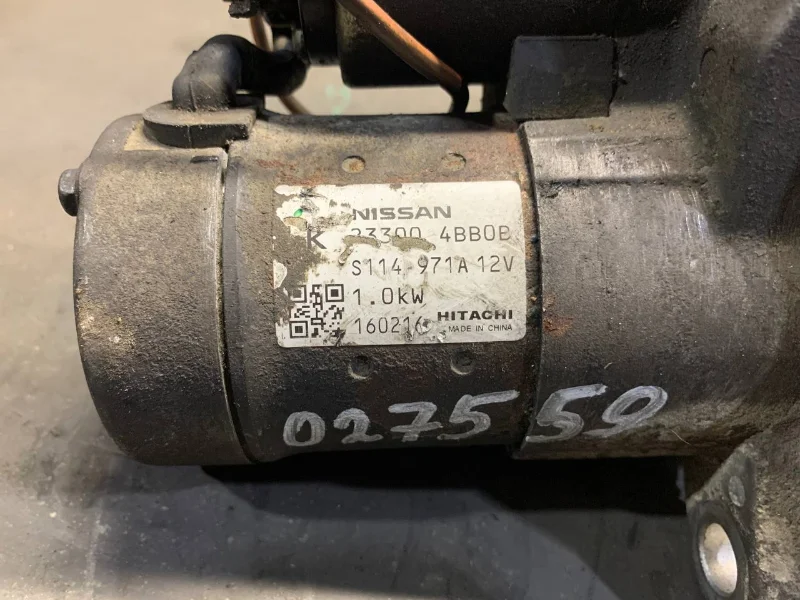 NISSAN
K 23300 4BB0B
S114-971A 12V
1.0kW
160216 HITACHI
MADE IN CHINA
027559